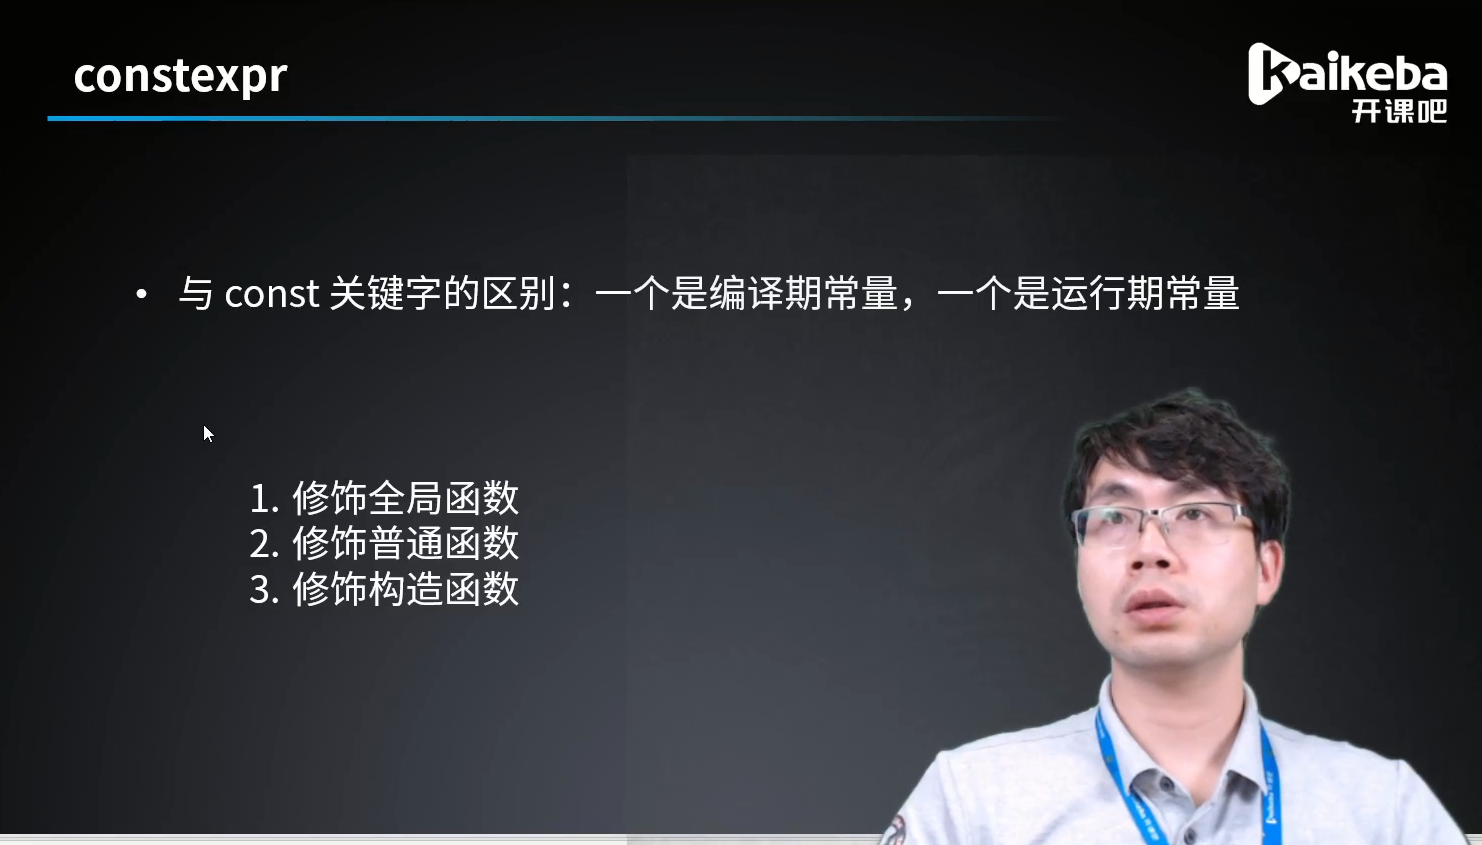 constexpr
kaikeba
开课吧
• 与 const 关键字的区别：一个是编译期常量，一个是运行期常量
1. 修饰全局函数
2. 修饰普通函数
3. 修饰构造函数